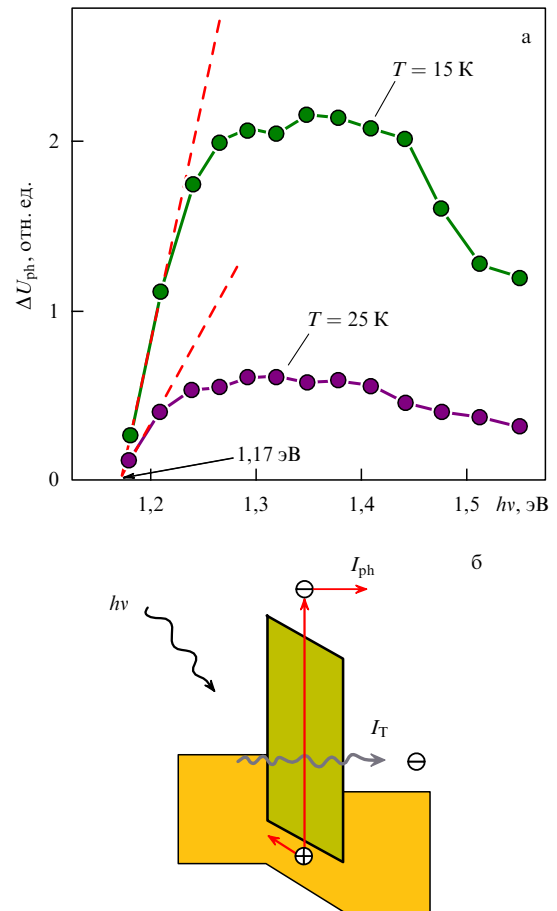 а
T = 15 К
2
ΔU_ph, отн. ед.
1
T = 25 К
1,17 эВ
0
1,2 1,3 1,4 1,5 hν, эВ
б
I_ph
hν
I_T